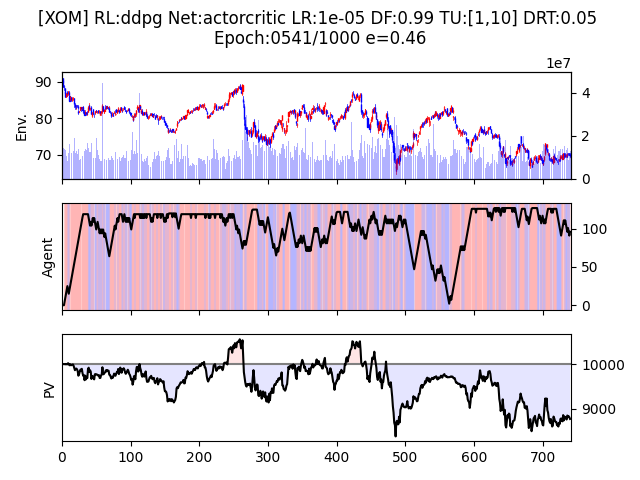 [XOM] RL:ddpg Net:actorcritic LR:1e-05 DF:0.99 TU:[1,10] DRT:0.05
Epoch:0541/1000 e=0.46
1e7
90
80
70
Env.
4
2
0
Agent
100
50
0
PV
10000
9000
0 100 200 300 400 500 600 700